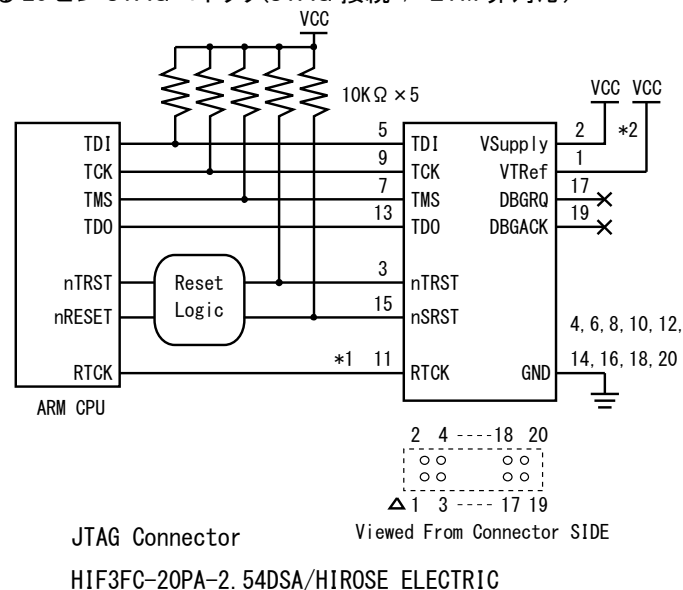 JTAG
VCC
10KΩ×5
VCC VCC
TDI 5 TDI VSupply 2 *2
TCK 9 TCK VTRef 1
TMS 7 TMS DBGRQ 17
TDO 13 TDO DBGACK 19
nTRST Reset Logic 3 nTRST
nRESET 15 nSRST
4, 6, 8, 10, 12,
14, 16, 18, 20
RTCK *1 11 RTCK GND
ARM CPU
2 4 ----18 20
1 3 ---- 17 19
Viewed From Connector SIDE
JTAG Connector
HIF3FC-20PA-2.54DSA/HIROSE ELECTRIC